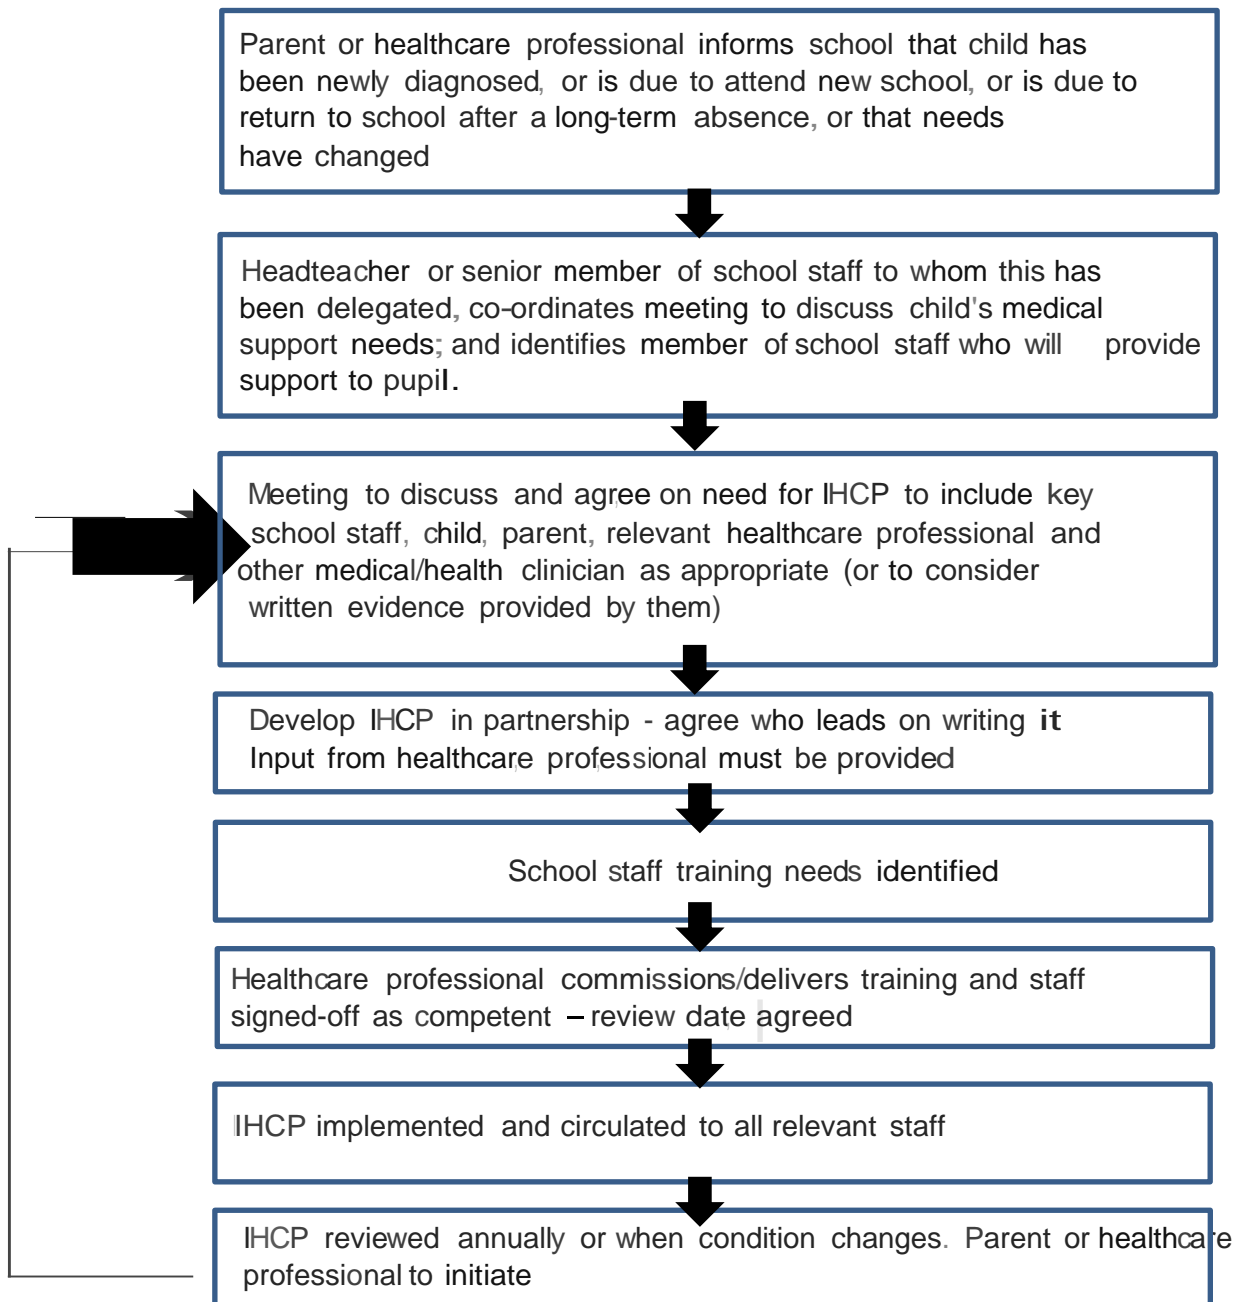 Parent or healthcare professional informs school that child has
been newly diagnosed, or is due to attend new school, or is due to
return to school after a long-term absence, or that needs
have changed
Headteacher or senior member of school staff to whom this has
been delegated, co-ordinates meeting to discuss child's medical
support needs; and identifies member of school staff who will provide
support to pupil.
Meeting to discuss and agree on need for IHCP to include key
school staff, child, parent, relevant healthcare professional and
other medical/health clinician as appropriate (or to consider
written evidence provided by them)
Develop IHCP in partnership - agree who leads on writing it
Input from healthcare professional must be provided
School staff training needs identified
Healthcare professional commissions/delivers training and staff
signed-off as competent – review date agreed
IHCP implemented and circulated to all relevant staff
IHCP reviewed annually or when condition changes. Parent or healthcare
professional to initiate